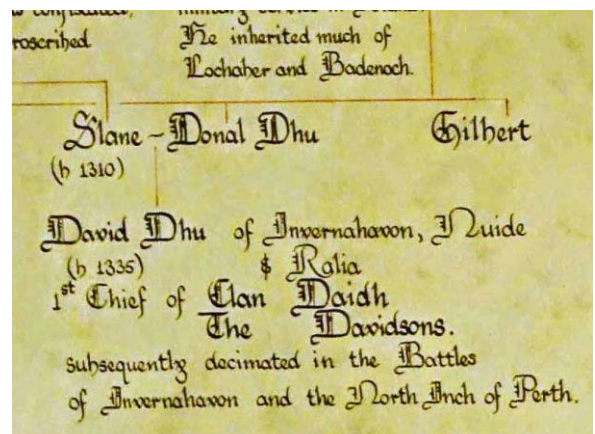 roscribed
He inherited much of
Lochaber and Badenoch.
Slane - Donal Dhu
Gilbert
(b 1310)
David Dhu of Invernahavon, Nuide
(b 1335) & Ralia
1st Chief of Clan Daidh
The Davidsons.
subsequently decimated in the Battles
of Invernahavon and the North Inch of Perth.